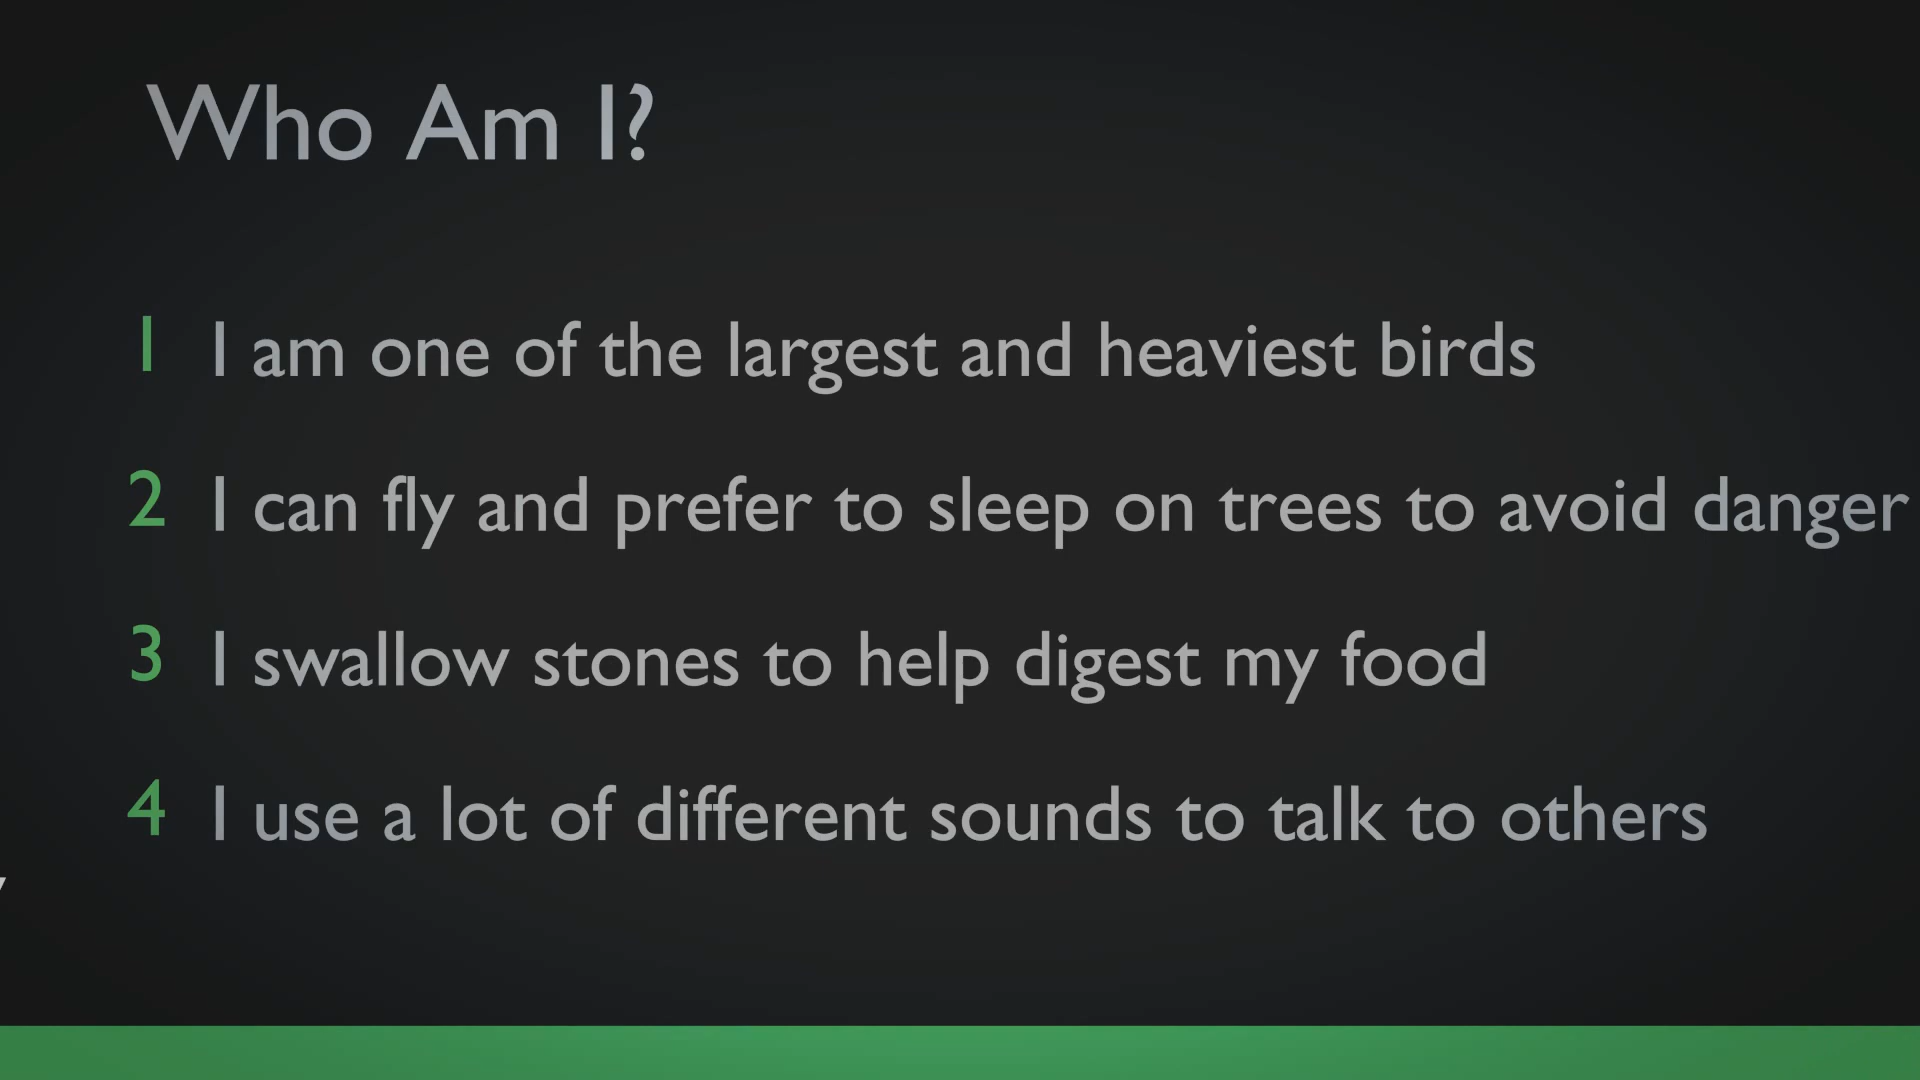 Who Am I?
1 I am one of the largest and heaviest birds
2 I can fly and prefer to sleep on trees to avoid danger
3 I swallow stones to help digest my food
4 I use a lot of different sounds to talk to others